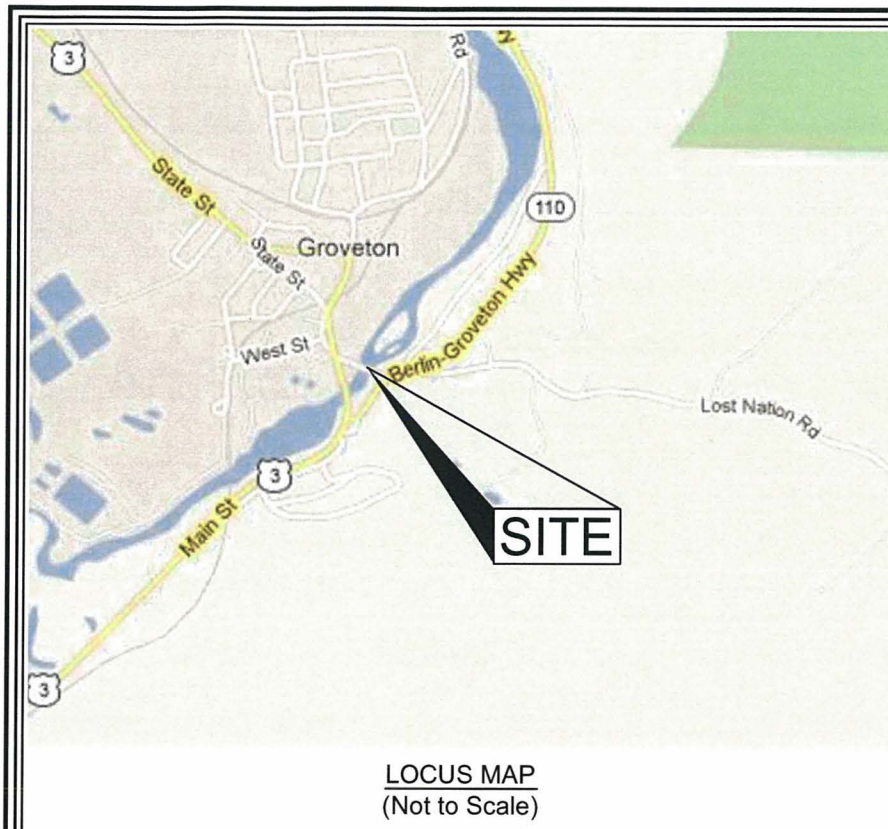 3
Rd
y
State St
110
State St
Groveton
West St
Berlin-Groveton Hwy
Lost Nation Rd
3
Main St
SITE
3
LOCUS MAP
(Not to Scale)